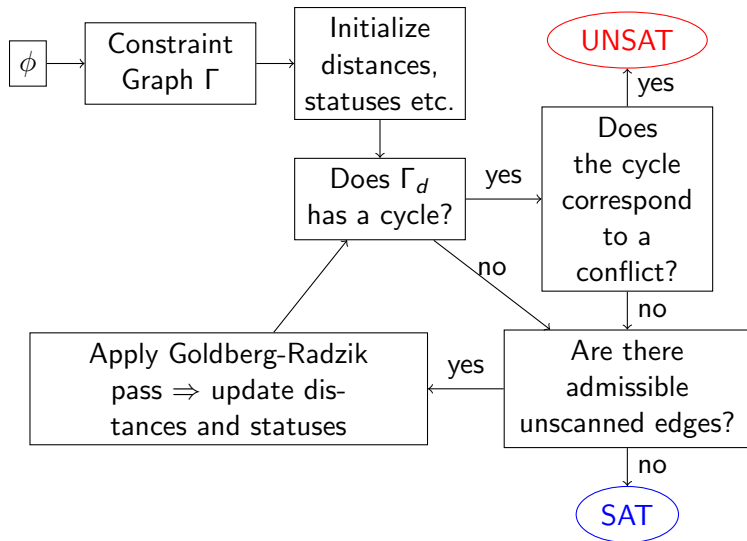 ϕ
Constraint
Graph Γ
Initialize
distances,
statuses etc.
UNSAT
yes
Does Γ_d
has a cycle?
yes
Does
the cycle
correspond
to a
conflict?
no
no
Apply Goldberg-Radzik
pass ⇒ update dis-
tances and statuses
yes
Are there
admissible
unscanned edges?
no
SAT